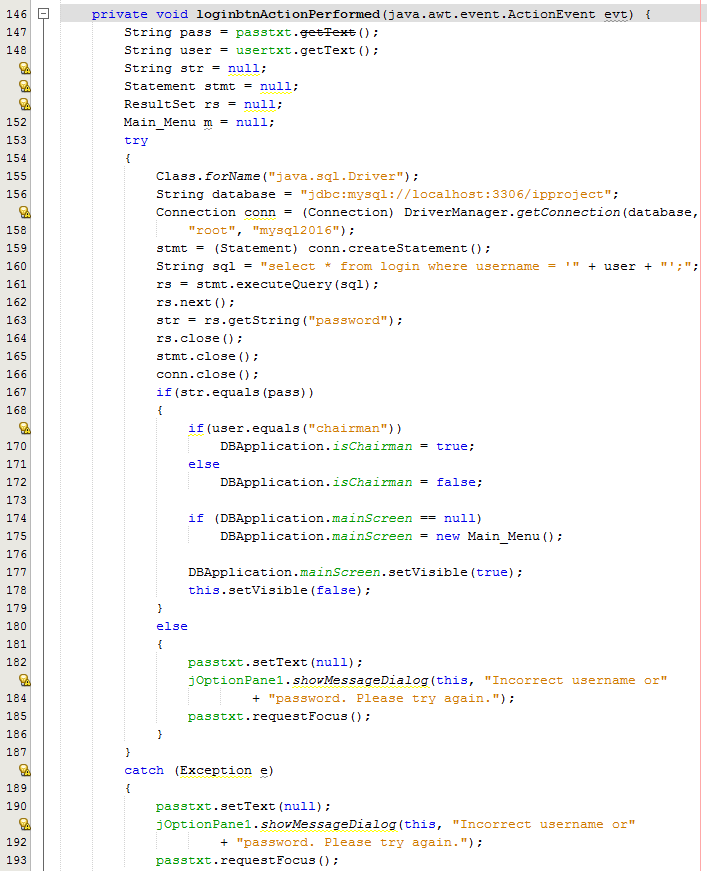 146 private void loginbtnActionPerformed(java.awt.event.ActionEvent evt) {
147 String pass = passtxt.getText();
148 String user = usertxt.getText();
String str = null;
Statement stmt = null;
ResultSet rs = null;
152 Main_Menu m = null;
153 try
154 {
155 Class.forName("java.sql.Driver");
156 String database = "jdbc:mysql://localhost:3306/ipproject";
Connection conn = (Connection) DriverManager.getConnection(database,
158 "root", "mysql2016");
159 stmt = (Statement) conn.createStatement();
160 String sql = "select * from login where username = '" + user + "';";
161 rs = stmt.executeQuery(sql);
162 rs.next();
163 str = rs.getString("password");
164 rs.close();
165 stmt.close();
166 conn.close();
167 if(str.equals(pass))
168 {
if(user.equals("chairman"))
170 DBApplication.isChairman = true;
171 else
172 DBApplication.isChairman = false;
173
174 if (DBApplication.mainScreen == null)
175 DBApplication.mainScreen = new Main_Menu();
176
177 DBApplication.mainScreen.setVisible(true);
178 this.setVisible(false);
179 }
180 else
181 {
182 passtxt.setText(null);
jOptionPane1.showMessageDialog(this, "Incorrect username or"
184 + "password. Please try again.");
185 passtxt.requestFocus();
186 }
187 }
catch (Exception e)
189 {
190 passtxt.setText(null);
jOptionPane1.showMessageDialog(this, "Incorrect username or"
192 + "password. Please try again.");
193 passtxt.requestFocus();